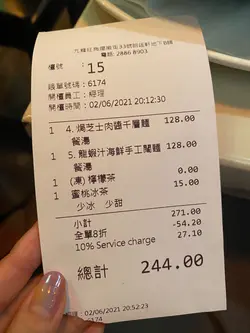 電話: 2886 8903
檯號: 15
賬單號碼: 6174
開檯員工: 經理
開檯時間: 02/06/2021 20:12:30
1 4. 焗芝士肉醬千層麵 128.00
餐湯
1 5. 龍蝦汁海鮮手工闊麵 128.00
餐湯
1 (凍) 檸檬茶 0.00
1 蜜桃冰茶 15.00
少冰 少甜
小計 271.00
全單8折 -54.20
10% Service charge 27.10
總計 244.00
: 02/06/2021 20:52:23
: 6174